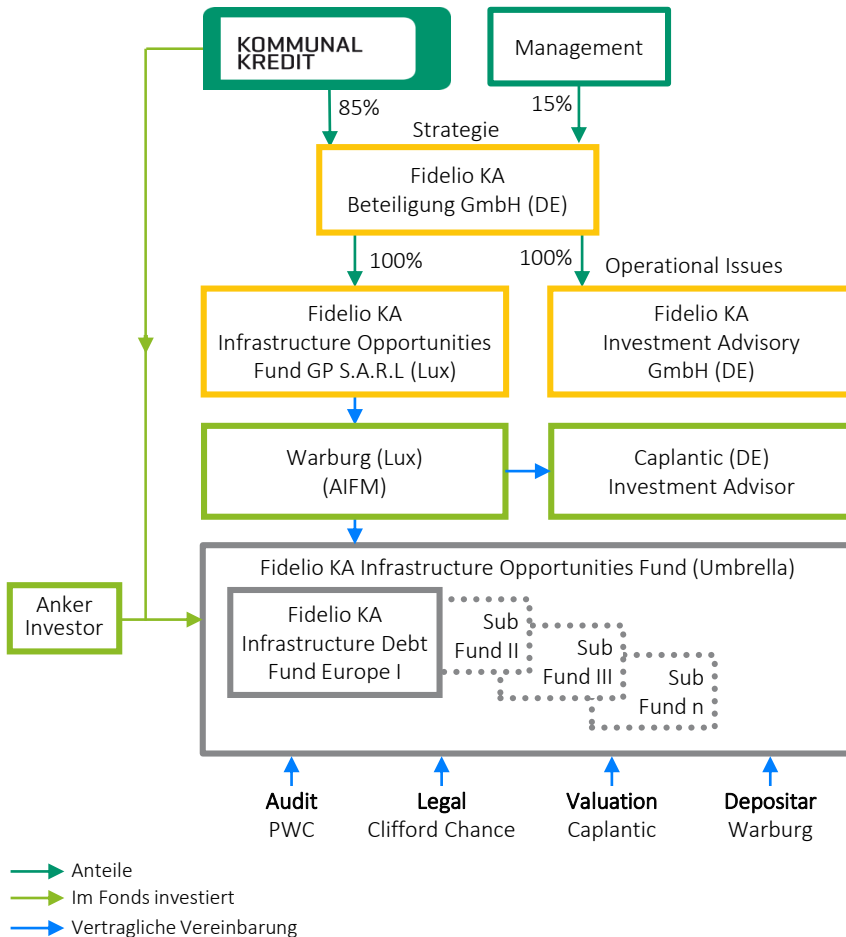 KOMMUNAL
KREDIT
Management
85%
15%
Strategie
Fidelio KA
Beteiligung GmbH (DE)
100%
100%
Operational Issues
Fidelio KA
Infrastructure Opportunities
Fund GP S.A.R.L (Lux)
Fidelio KA
Investment Advisory
GmbH (DE)
Warburg (Lux)
(AIFM)
Caplantic (DE)
Investment Advisor
Fidelio KA Infrastructure Opportunities Fund (Umbrella)
Anker
Investor
Fidelio KA
Infrastructure Debt
Fund Europe I
Sub
Fund II
Sub
Fund III
Sub
Fund n
Audit
PWC
Legal
Clifford Chance
Valuation
Caplantic
Depositar
Warburg
Anteile
Im Fonds investiert
Vertragliche Vereinbarung